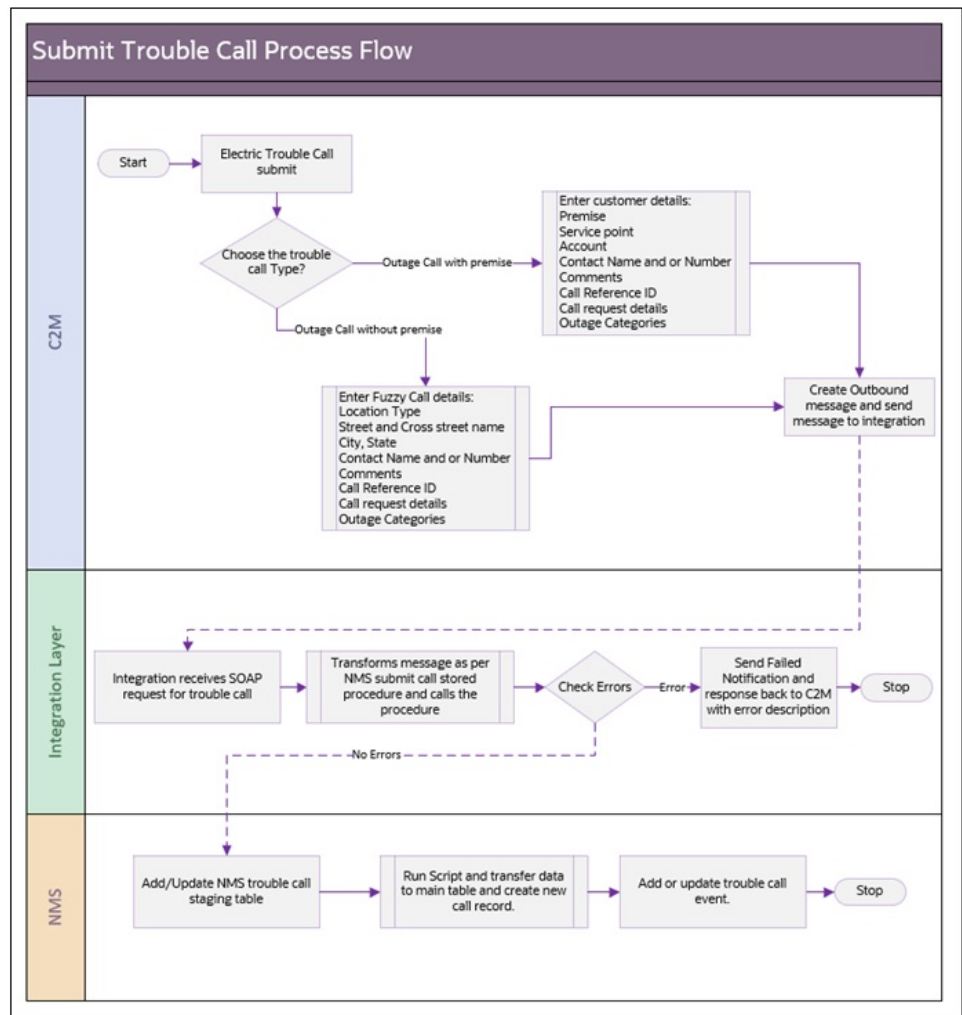 Submit Trouble Call Process Flow
C2M
Start
Electric Trouble Call
submit
Choose the trouble
call Type?
Outage Call with premise
Enter customer details:
Premise
Service point
Account
Contact Name and or Number
Comments
Call Reference ID
Call request details
Outage Categories
Outage Call without premise
Enter Fuzzy Call details:
Location Type
Street and Cross street name
City, State
Contact Name and or Number
Comments
Call Reference ID
Call request details
Outage Categories
Create Outbound
message and send
message to integration
Integration Layer
Integration receives SOAP
request for trouble call
Transforms message as per
NMS submit call stored
procedure and calls the
procedure
Check Errors
Error
Send Failed
Notification and
response back to C2M
with error description
Stop
No Errors
NMS
Add/Update NMS trouble call
staging table
Run Script and transfer data
to main table and create new
call record.
Add or update trouble call
event.
Stop